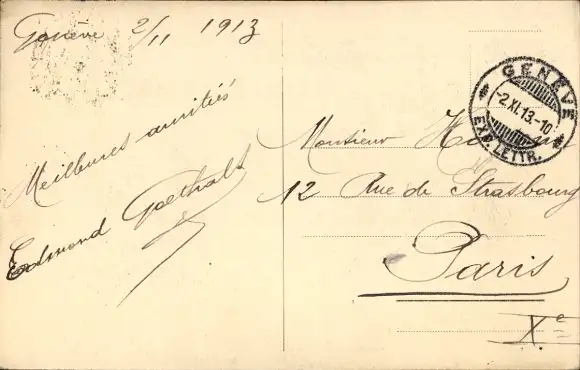 Genève 2/11 1913
Meilleures amitiés
Edmond Goethals
GENÈVE
-2.XI.13-10
EXP. LETTR.
Monsieur
12 Rue de Strasbourg
Paris
Xe